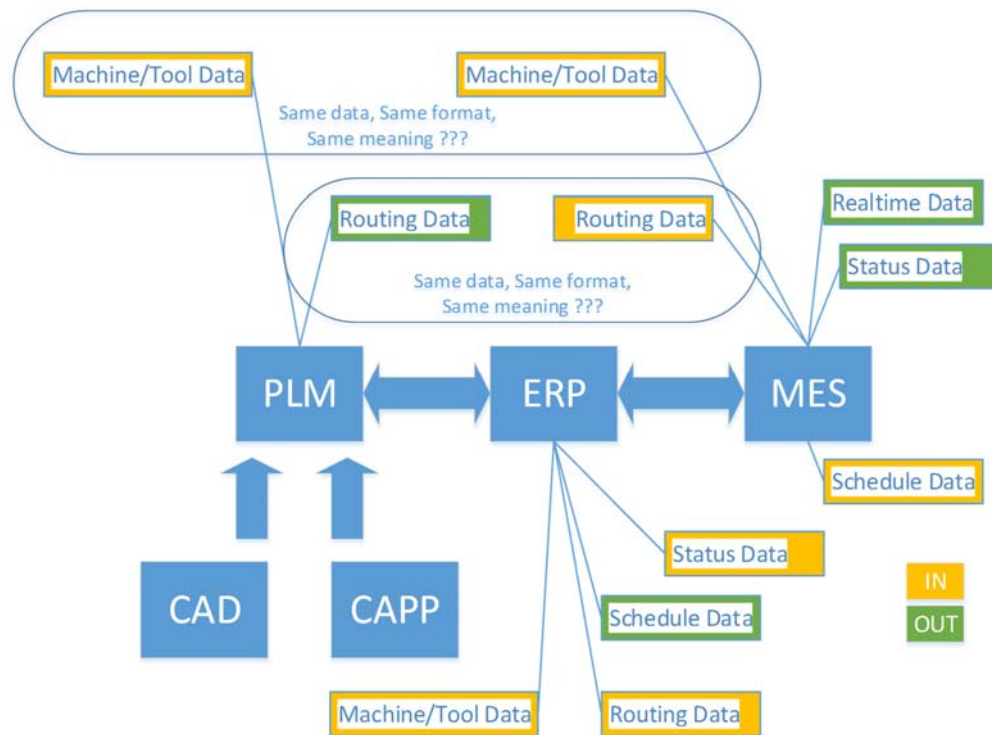 Machine/Tool Data
Machine/Tool Data
Same data, Same format,
Same meaning ???
Routing Data
Routing Data
Realtime Data
Status Data
Same data, Same format,
Same meaning ???
PLM
ERP
MES
Schedule Data
Status Data
CAD
CAPP
IN
Schedule Data
OUT
Machine/Tool Data
Routing Data